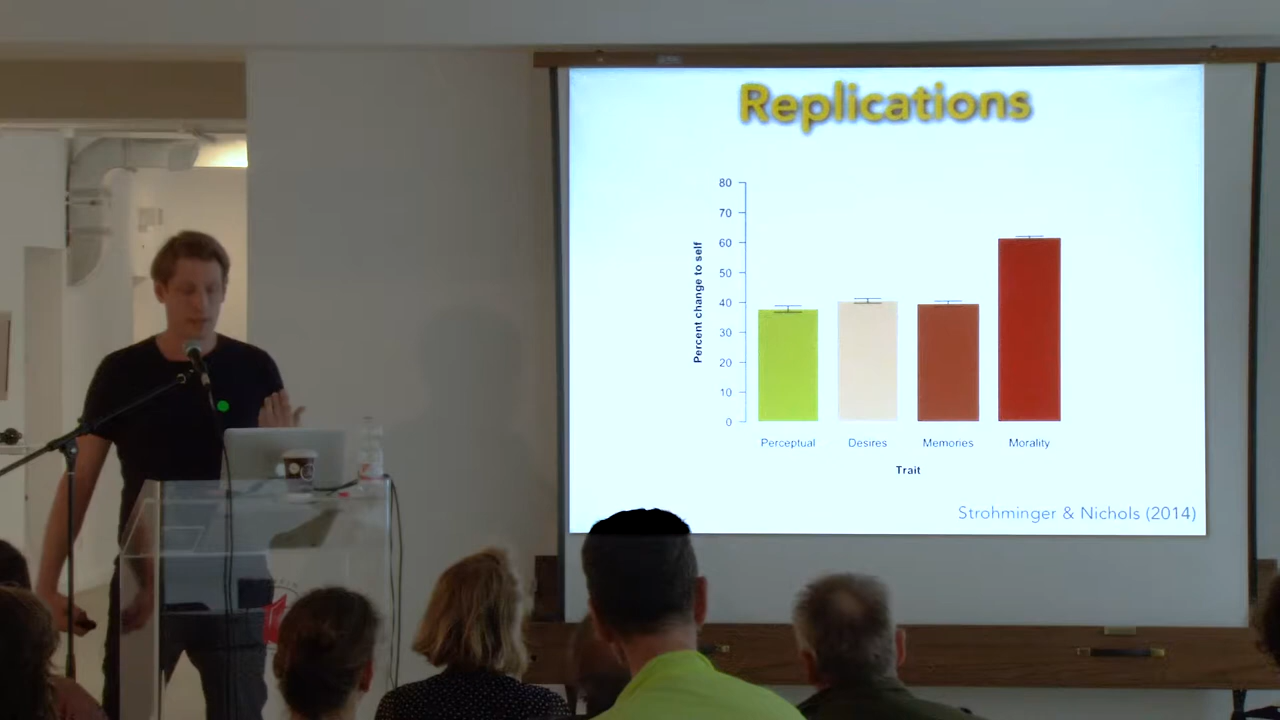 Replications
80
70
60
50
40
30
20
10
0
Percent change to self
Perceptual
Desires
Memories
Morality
Trait
Strohminger & Nichols (2014)